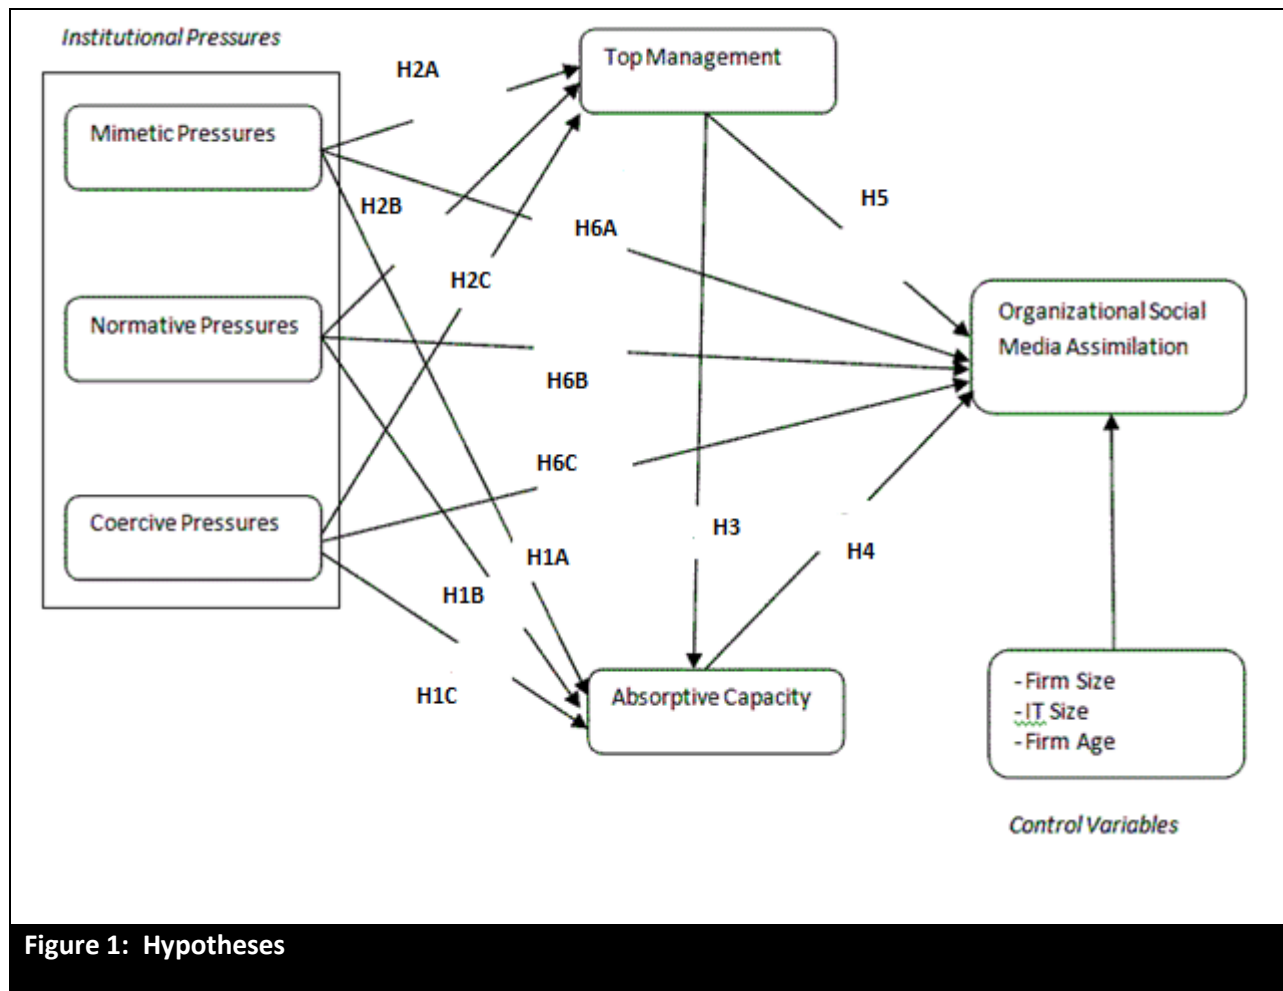 Institutional Pressures
Top Management
H2A
Mimetic Pressures
H2B
H5
H6A
H2C
Normative Pressures
Organizational Social
Media Assimilation
H6B
H6C
Coercive Pressures
H3
H1A
H4
H1B
H1C
Absorptive Capacity
-Firm Size
-IT Size
-Firm Age
Control Variables
Figure 1: Hypotheses